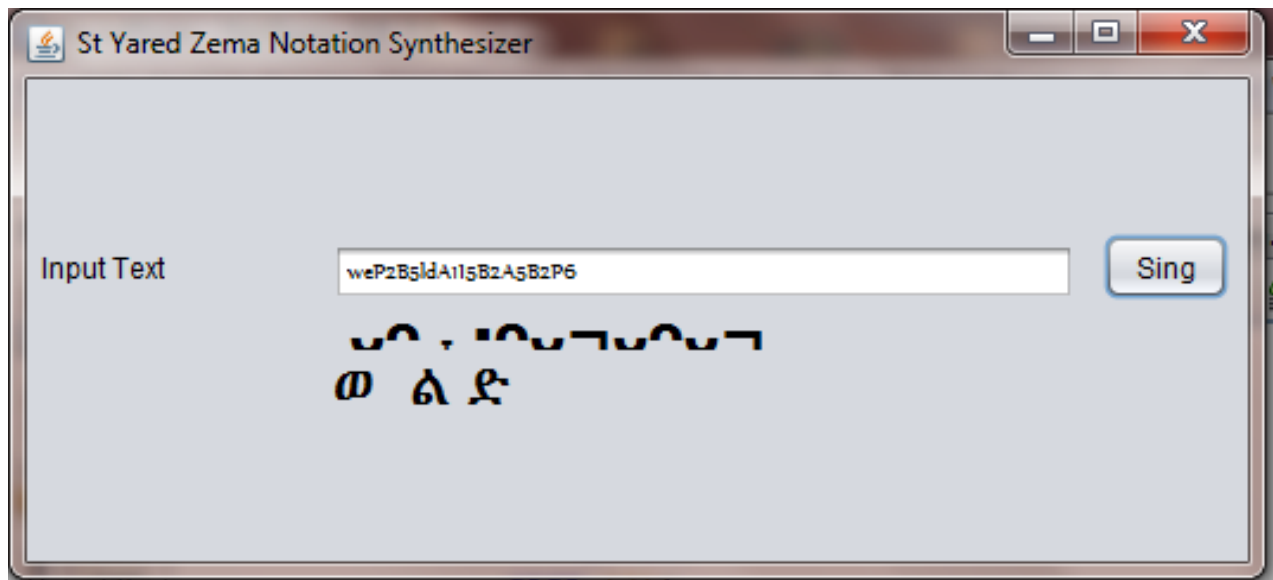 St Yared Zema Notation Synthesizer
Input Text weP2B5ldA1l5B2A5B2P6 Sing
ወ ል ድ